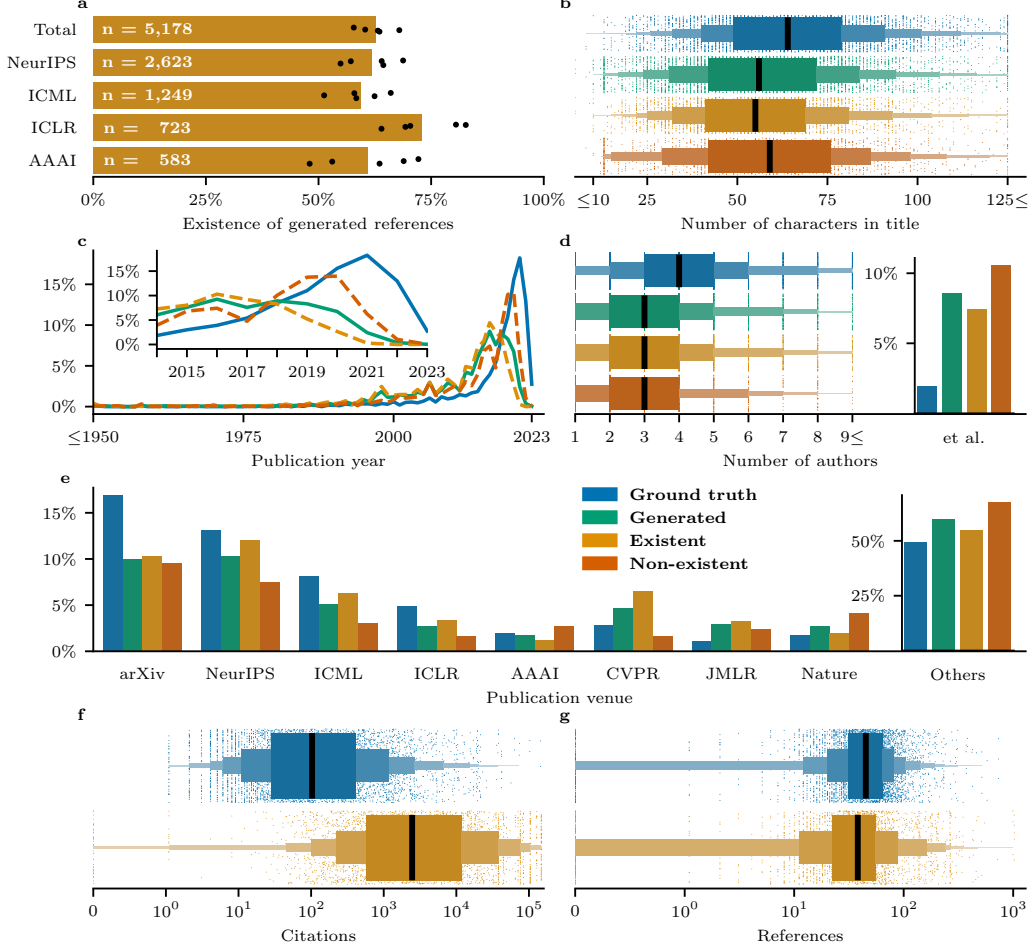 a
Total
n = 5,178
NeurIPS
n = 2,623
ICML
n = 1,249
ICLR
n = 723
AAAI
n = 583
0% 25% 50% 75% 100%
Existence of generated references
b
≤10 25 50 75 100 125≤
Number of characters in title
c
15%
10%
5%
0%
15%
10%
5%
0%
2015 2017 2019 2021 2023
≤1950 1975 2000 2023
Publication year
d
1 2 3 4 5 6 7 8 9≤
Number of authors
10%
5%
et al.
e
15%
10%
5%
0%
arXiv NeurIPS ICML ICLR AAAI CVPR JMLR Nature
Publication venue
Ground truth
Generated
Existent
Non-existent
50%
25%
Others
f
0 10⁰ 10¹ 10² 10³ 10⁴ 10⁵
Citations
g
0 10⁰ 10¹ 10² 10³
References